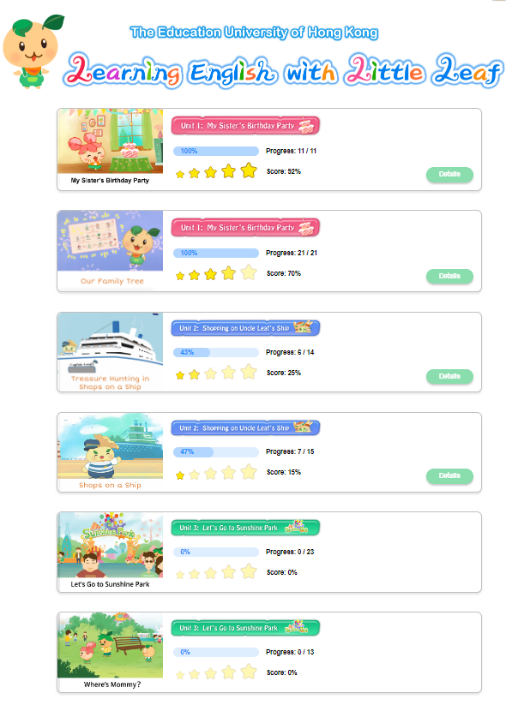 The Education University of Hong Kong
Learning English with Little Leaf
Unit 1: My Sister's Birthday Party
100%
Progress: 11 / 11
Score: 52%
Details
My Sister's Birthday Party
Unit 1: My Sister's Birthday Party
100%
Progress: 21 / 21
Score: 70%
Details
Our Family Tree
Unit 2: Shopping on Uncle Leaf's Ship
43%
Progress: 6 / 14
Score: 25%
Details
Treasure Hunting in
Shops on a Ship
Unit 2: Shopping on Uncle Leaf's Ship
47%
Progress: 7 / 15
Score: 15%
Details
Shops on a Ship
Unit 3: Let's Go to Sunshine Park
0%
Progress: 0 / 23
Score: 0%
Let's Go to Sunshine Park
Unit 3: Let's Go to Sunshine Park
0%
Progress: 0 / 13
Score: 0%
Where's Mommy?